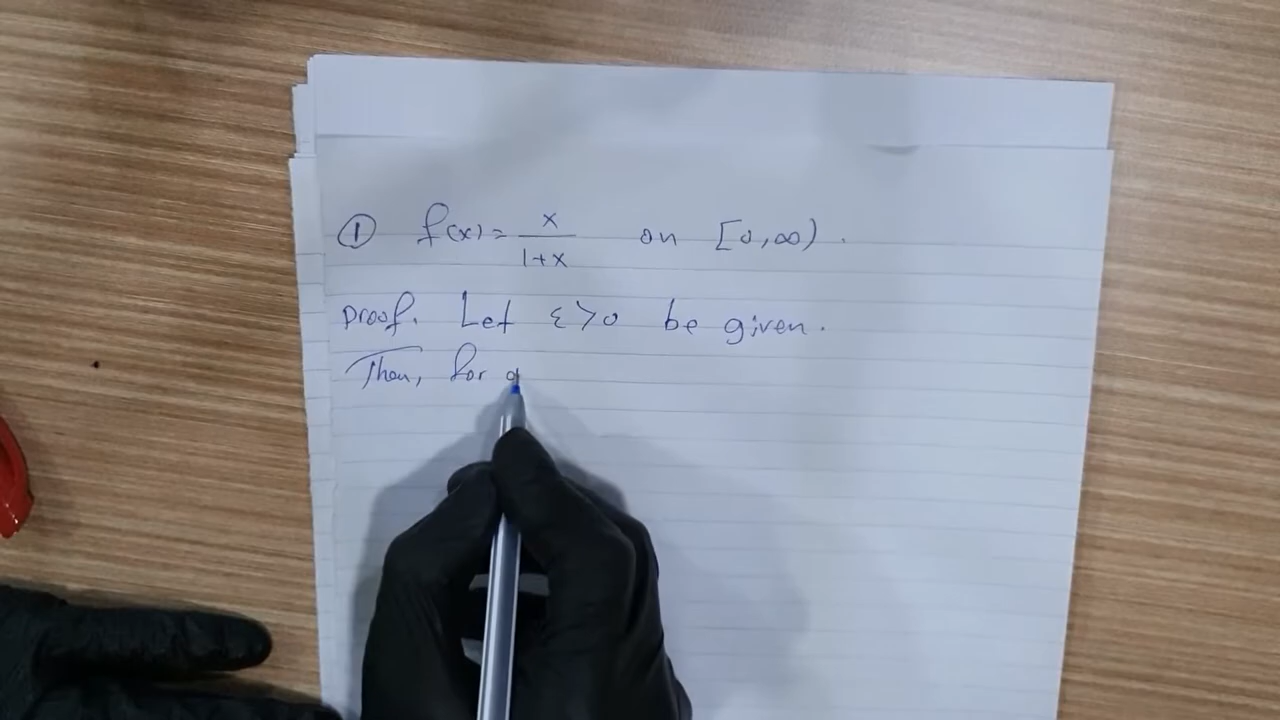 ① f(x) = x/(1+x) on [0,∞).
proof. Let ε>0 be given.
Then, for a